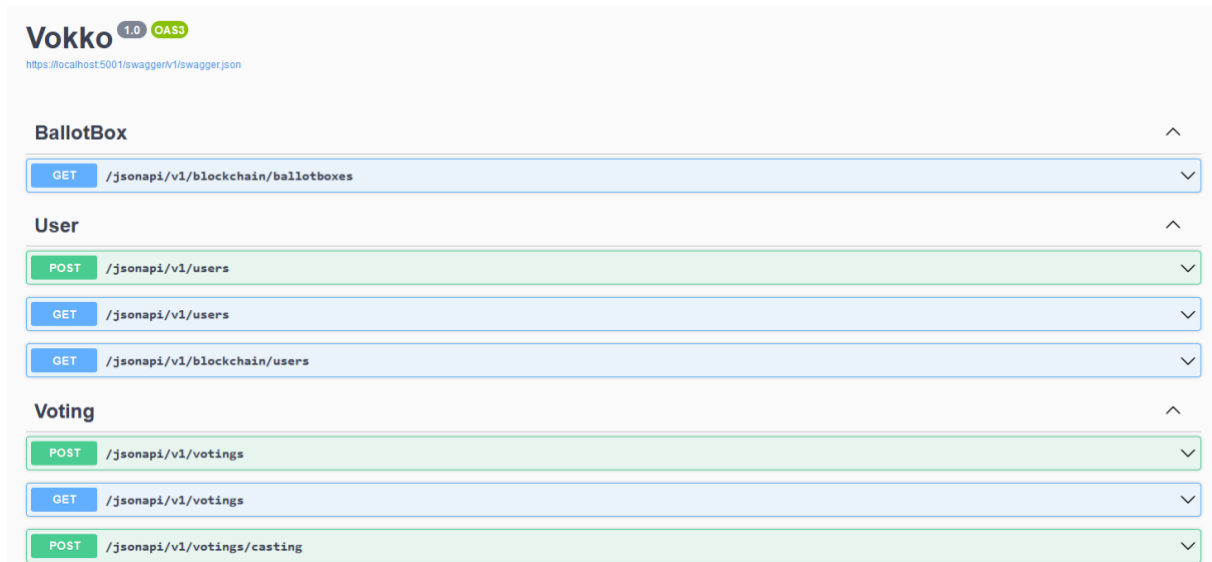 Vokko 1.0 OAS3
https://localhost:5001/swagger/v1/swagger.json
BallotBox
GET /jsonapi/v1/blockchain/ballotboxes
User
POST /jsonapi/v1/users
GET /jsonapi/v1/users
GET /jsonapi/v1/blockchain/users
Voting
POST /jsonapi/v1/votings
GET /jsonapi/v1/votings
POST /jsonapi/v1/votings/casting